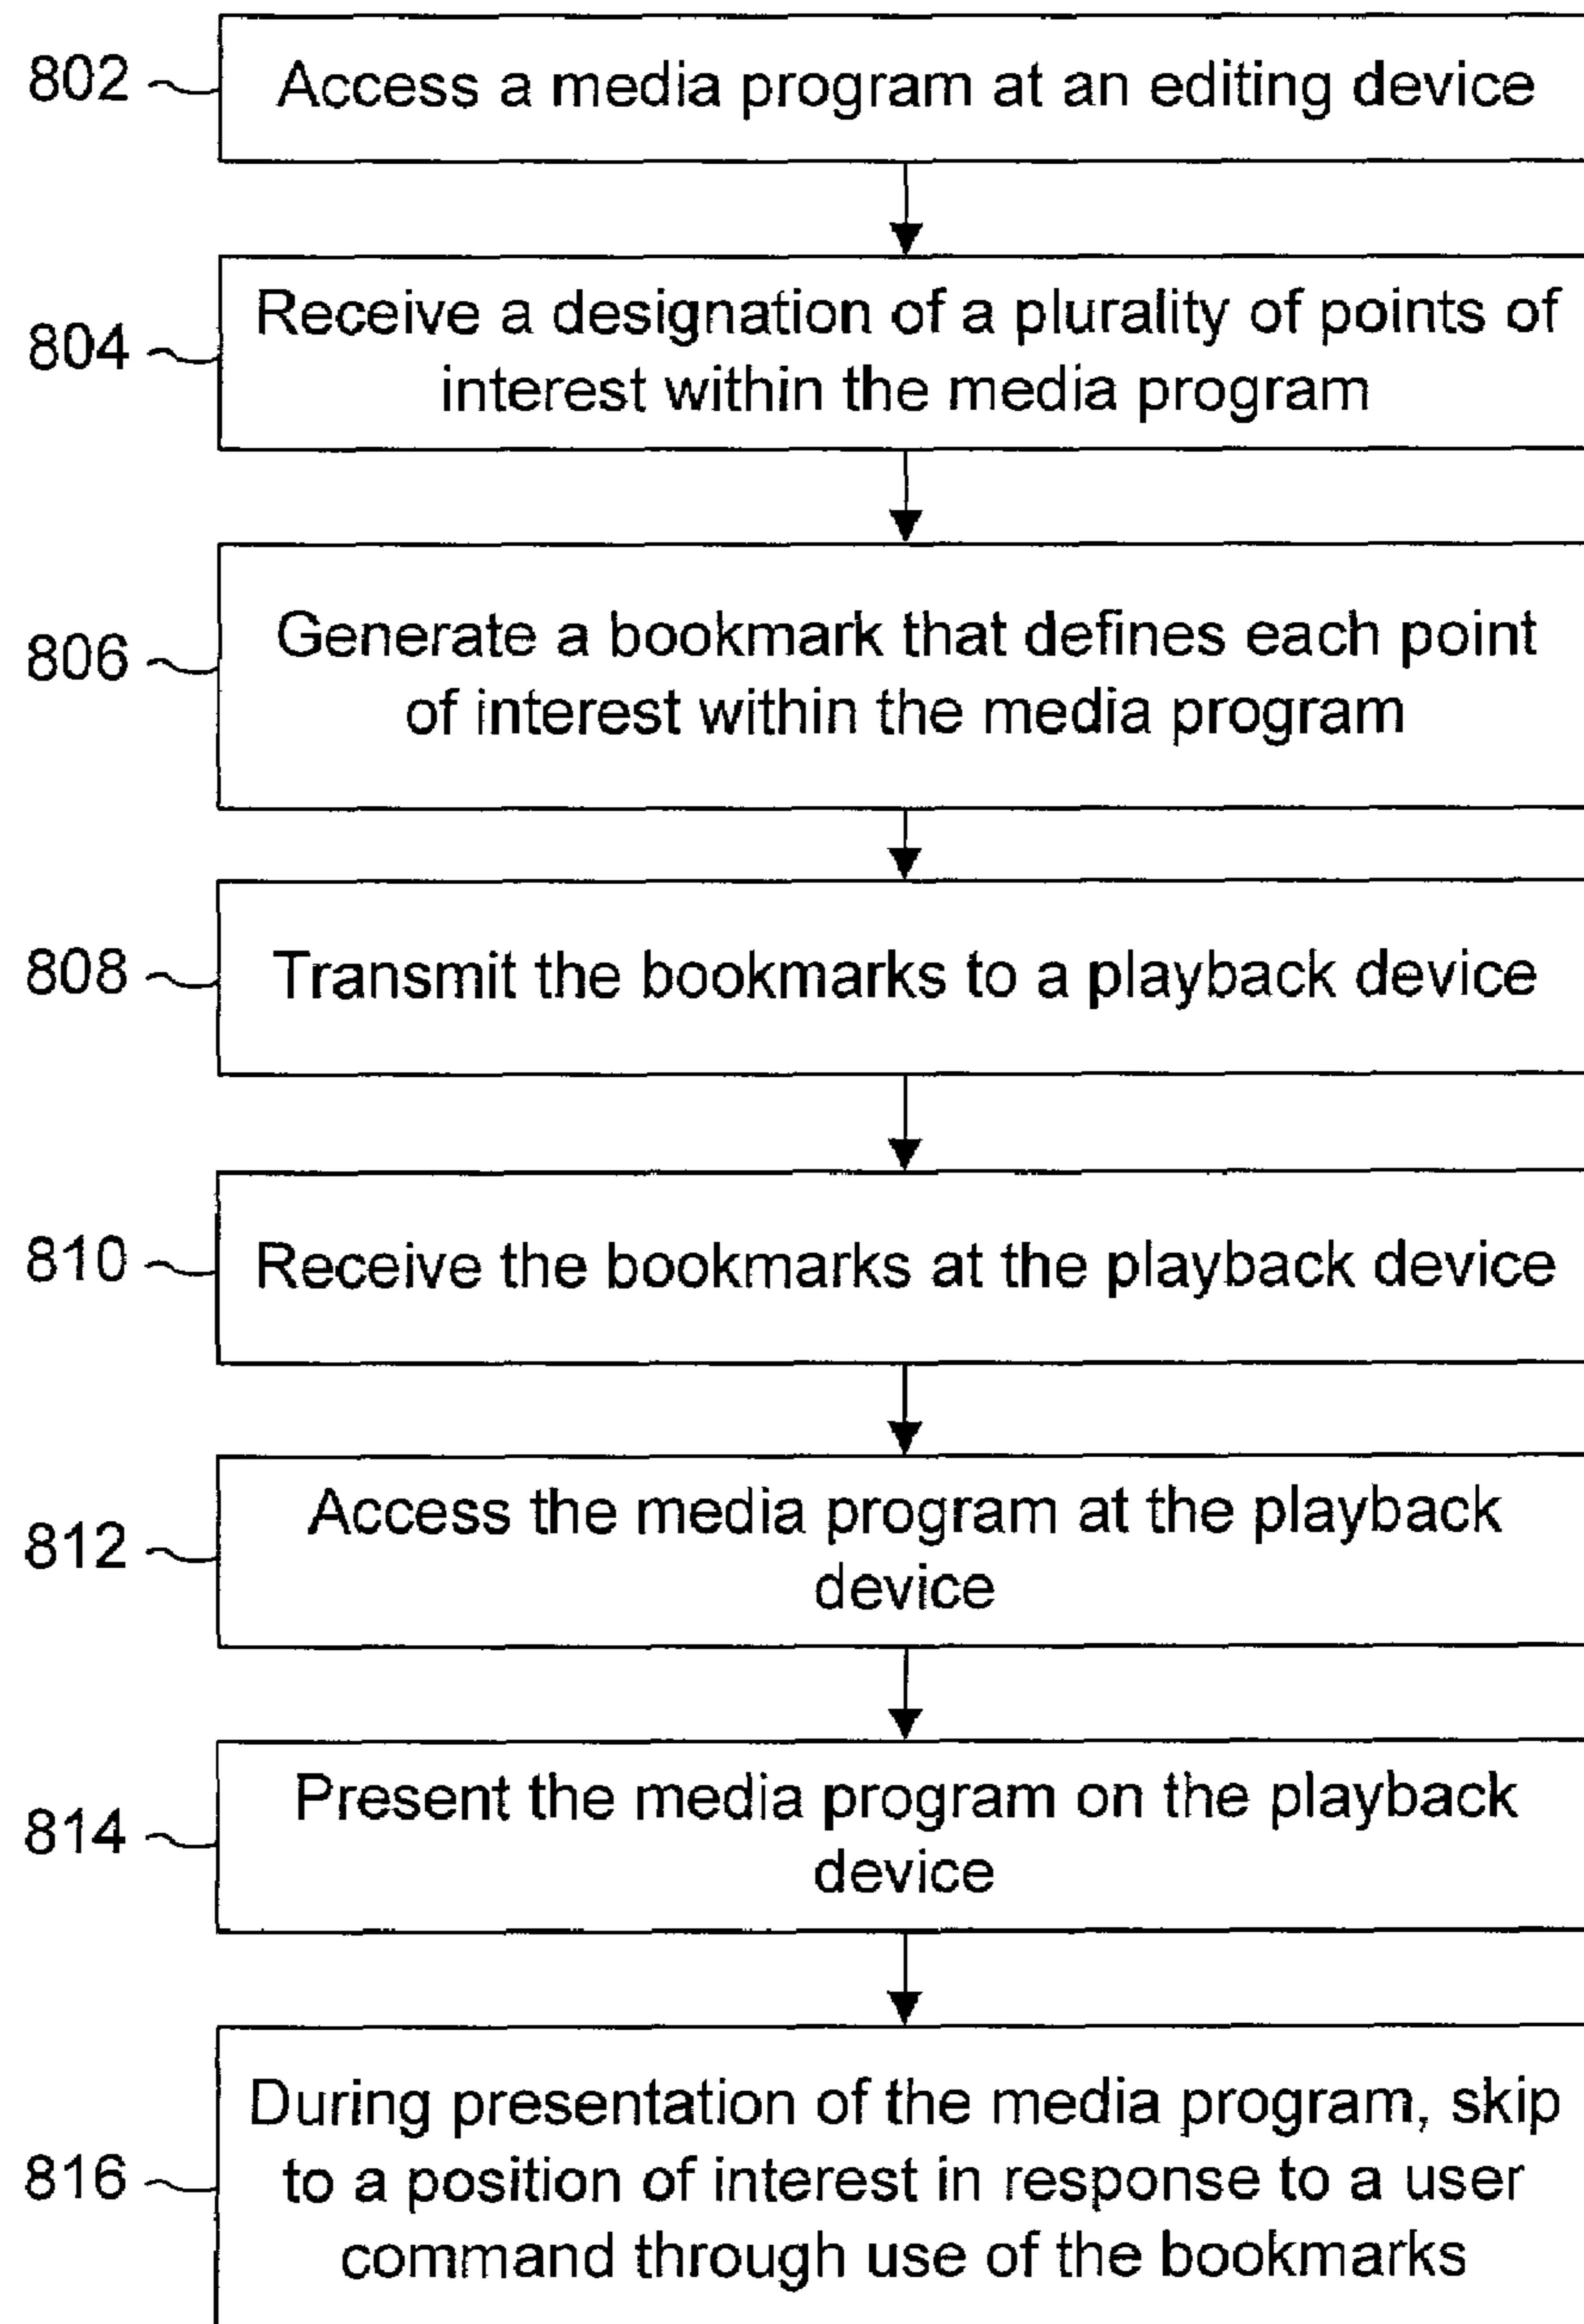 802 Access a media program at an editing device
804 Receive a designation of a plurality of points of
interest within the media program
806 Generate a bookmark that defines each point
of interest within the media program
808 Transmit the bookmarks to a playback device
810 Receive the bookmarks at the playback device
812 Access the media program at the playback
device
814 Present the media program on the playback
device
816 During presentation of the media program, skip
to a position of interest in response to a user
command through use of the bookmarks